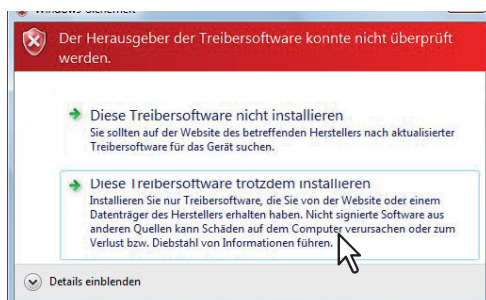 Der Herausgeber der Treibersoftware konnte nicht überprüft
werden.
Diese Treibersoftware nicht installieren
Sie sollten auf der Website des betreffenden Herstellers nach aktualisierter
Treibersoftware für das Gerät suchen.
Diese Treibersoftware trotzdem installieren
Installieren Sie nur Treibersoftware, die Sie von der Website oder einem
Datenträger des Herstellers erhalten haben. Nicht signierte Software aus
anderen Quellen kann Schäden auf dem Computer verursachen oder zum
Verlust bzw. Diebstahl von Informationen führen.
Details einblenden